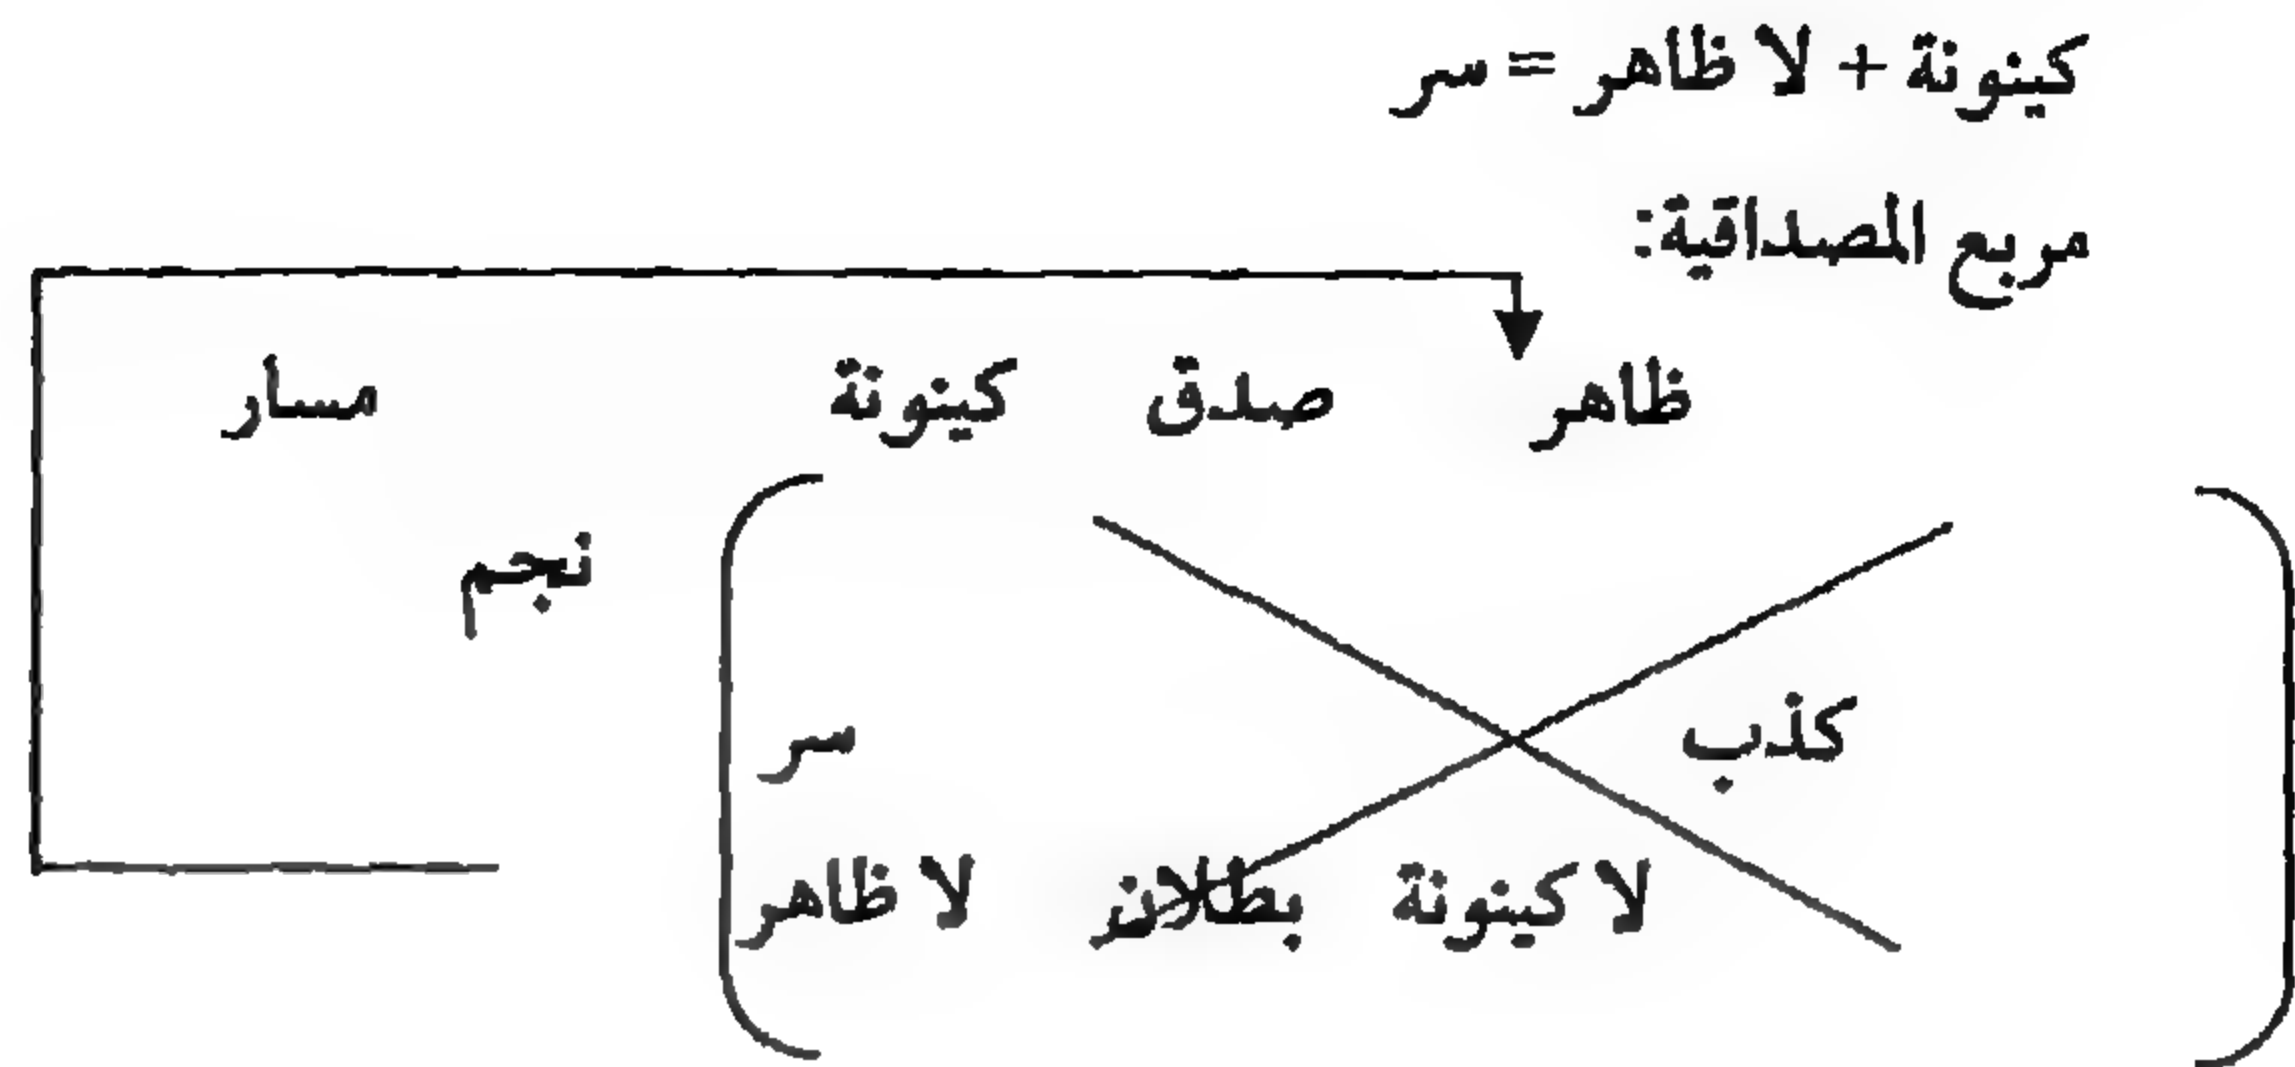 كينونة + لا ظاهر = سر
مربع المصداقية:
ظاهر صدق كينونة مسار
نجم
كذب سر
لا كينونة بطلان لا ظاهر